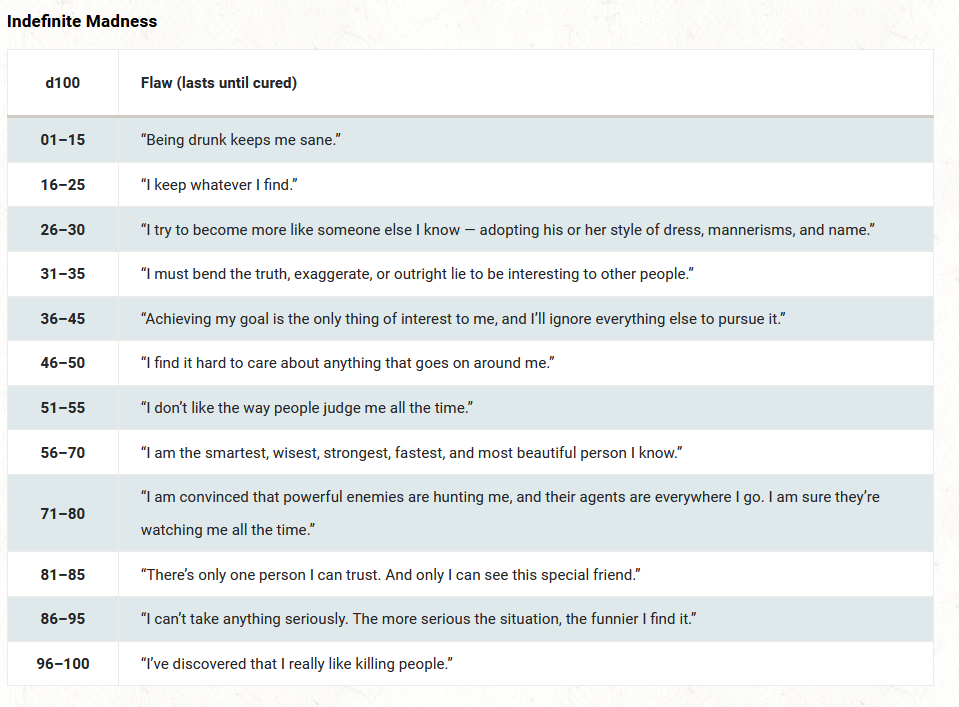 Indefinite Madness
d100 Flaw (lasts until cured)
01–15 “Being drunk keeps me sane.”
16–25 “I keep whatever I find.”
26–30 “I try to become more like someone else I know — adopting his or her style of dress, mannerisms, and name.”
31–35 “I must bend the truth, exaggerate, or outright lie to be interesting to other people.”
36–45 “Achieving my goal is the only thing of interest to me, and I’ll ignore everything else to pursue it.”
46–50 “I find it hard to care about anything that goes on around me.”
51–55 “I don’t like the way people judge me all the time.”
56–70 “I am the smartest, wisest, strongest, fastest, and most beautiful person I know.”
71–80 “I am convinced that powerful enemies are hunting me, and their agents are everywhere I go. I am sure they’re
watching me all the time.”
81–85 “There’s only one person I can trust. And only I can see this special friend.”
86–95 “I can’t take anything seriously. The more serious the situation, the funnier I find it.”
96–100 “I’ve discovered that I really like killing people.”